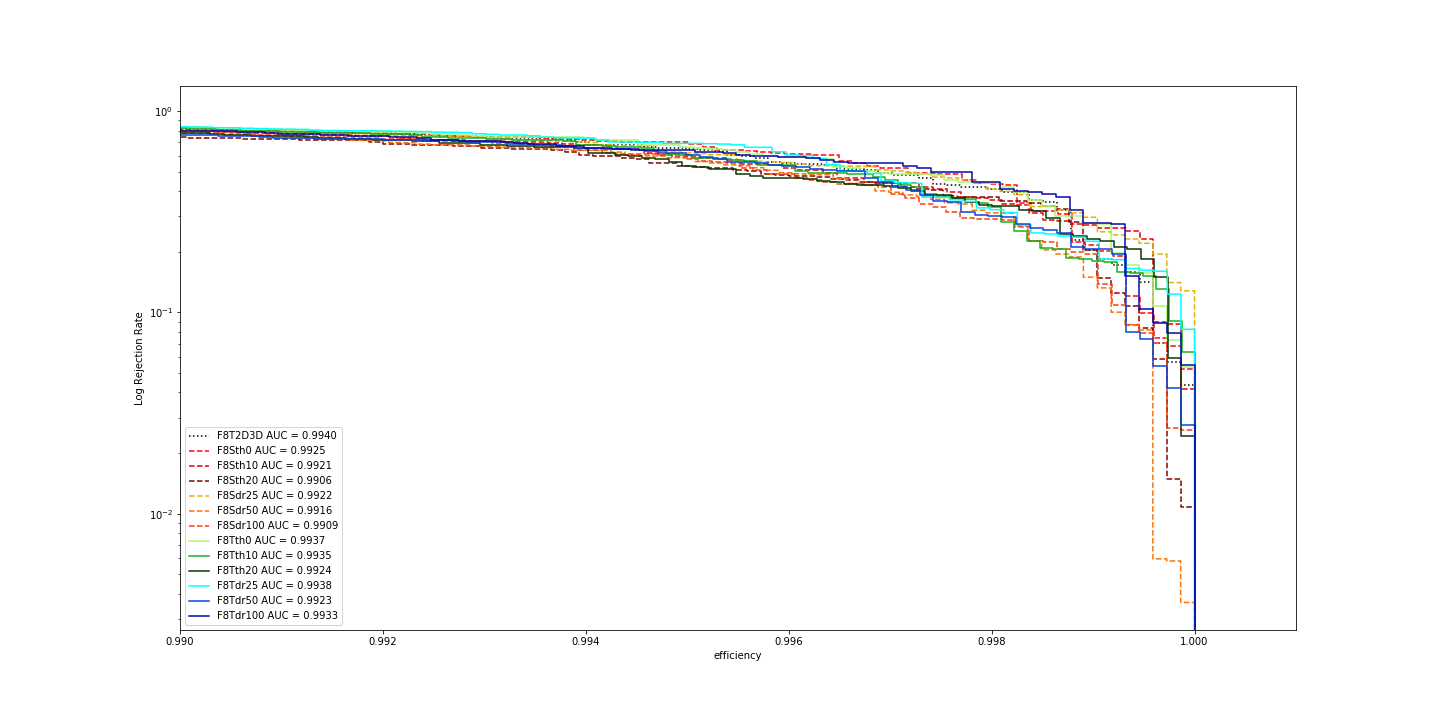 10⁰
10⁻¹
10⁻²
Log Rejection Rate
F8T2D3D AUC = 0.9940
F8Sth0 AUC = 0.9925
F8Sth10 AUC = 0.9921
F8Sth20 AUC = 0.9906
F8Sdr25 AUC = 0.9922
F8Sdr50 AUC = 0.9916
F8Sdr100 AUC = 0.9909
F8Tth0 AUC = 0.9937
F8Tth10 AUC = 0.9935
F8Tth20 AUC = 0.9924
F8Tdr25 AUC = 0.9938
F8Tdr50 AUC = 0.9923
F8Tdr100 AUC = 0.9933
0.990 0.992 0.994 0.996 0.998 1.000
efficiency